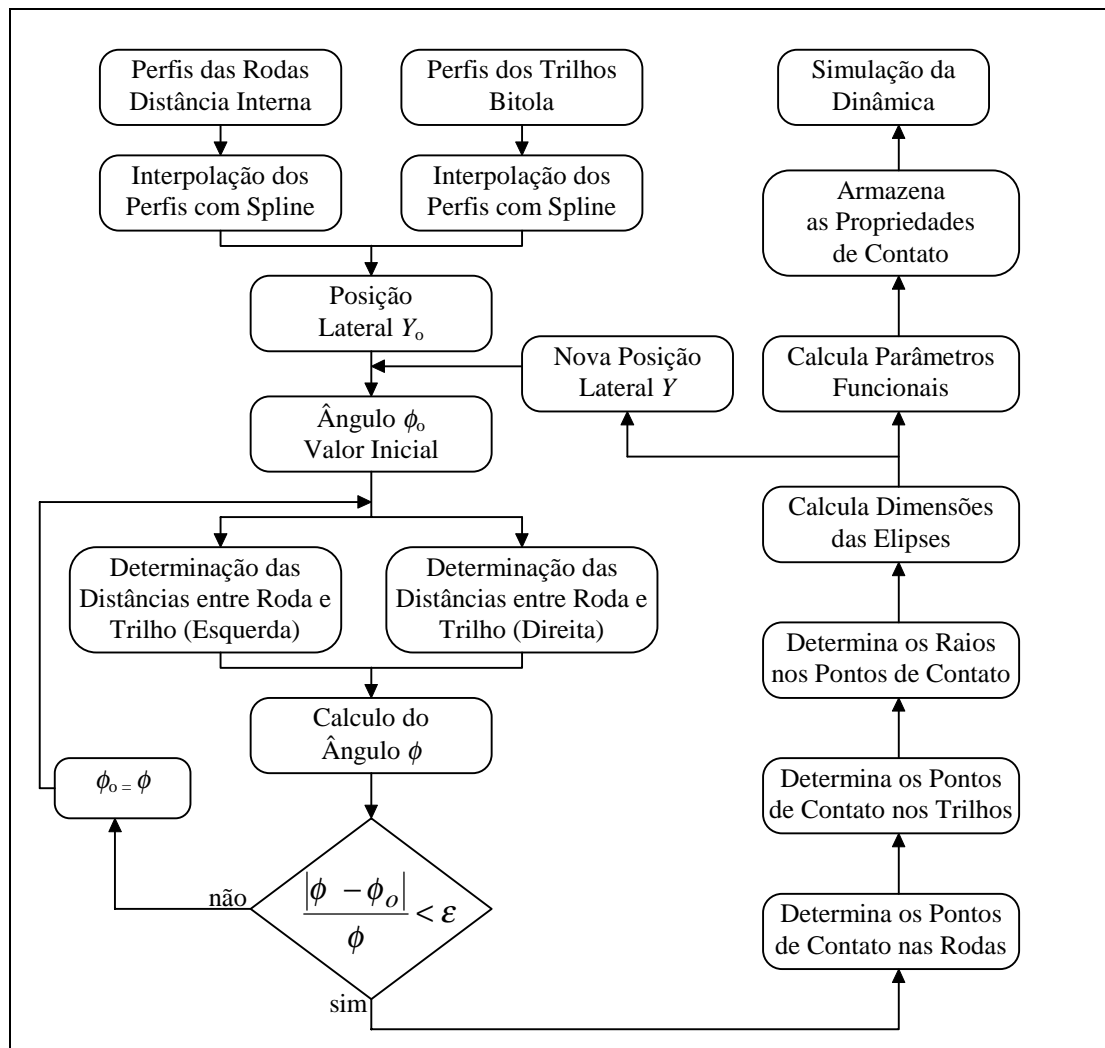 Perfis das Rodas
Distância Interna
Perfis dos Trilhos
Bitola
Interpolação dos
Perfis com Spline
Interpolação dos
Perfis com Spline
Posição
Lateral Yₒ
Nova Posição
Lateral Y
Ângulo ϕₒ
Valor Inicial
Determinação das
Distâncias entre Roda e
Trilho (Esquerda)
Determinação das
Distâncias entre Roda e
Trilho (Direita)
Calculo do
Ângulo ϕ
ϕₒ = ϕ
não
|ϕ − ϕₒ| / ϕ < ε
sim
Determina os Pontos
de Contato nas Rodas
Determina os Pontos
de Contato nos Trilhos
Determina os Raios
nos Pontos de Contato
Calcula Dimensões
das Elipses
Calcula Parâmetros
Funcionais
Armazena
as Propriedades
de Contato
Simulação da
Dinâmica